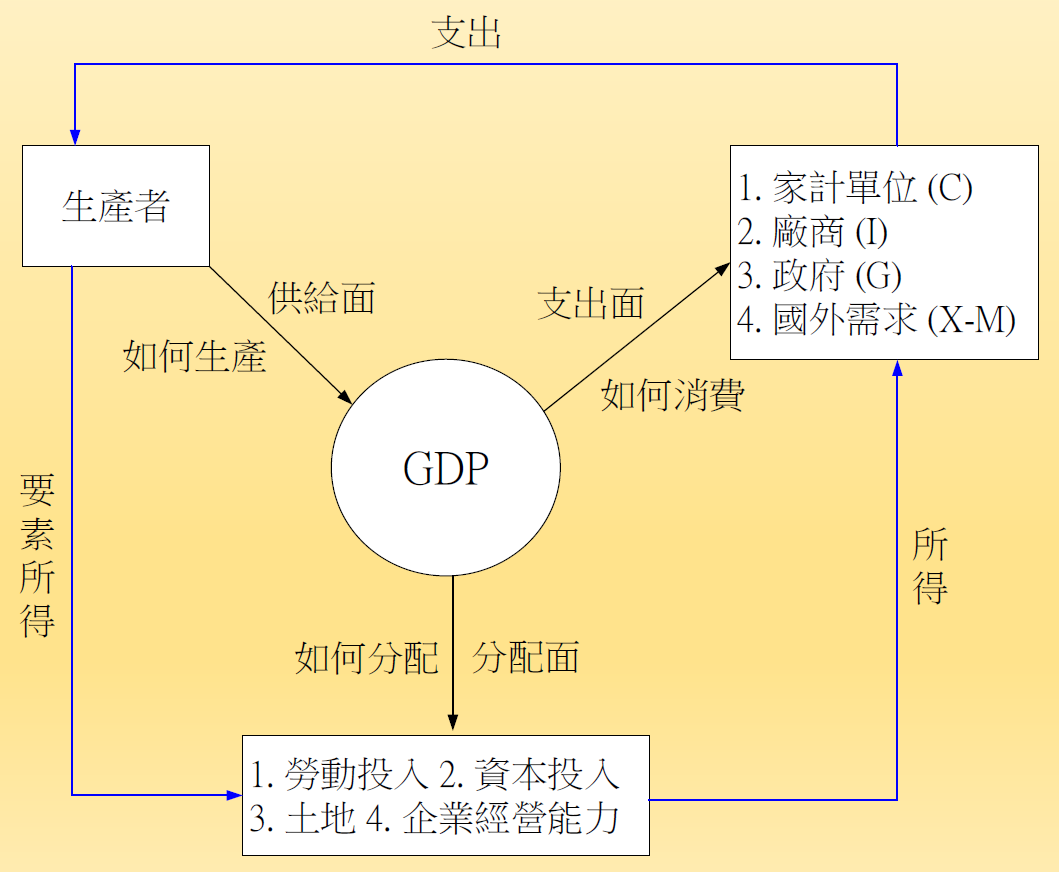 支出
生產者
1. 家計單位 (C)
2. 廠商 (I)
3. 政府 (G)
4. 國外需求 (X-M)
供給面
如何生產
支出面
如何消費
GDP
要素所得
所得
如何分配
分配面
1. 勞動投入 2. 資本投入
3. 土地 4. 企業經營能力